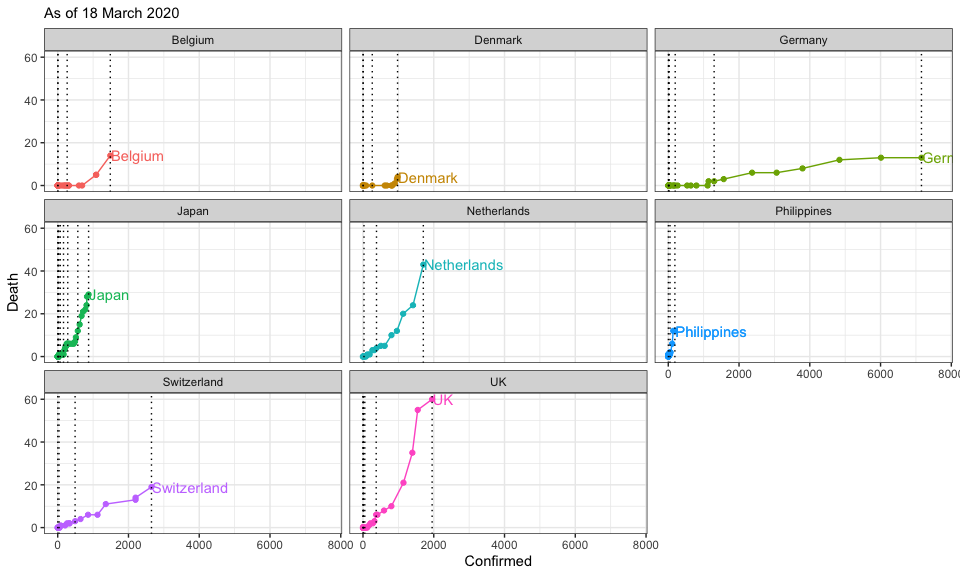 As of 18 March 2020
Belgium Denmark Germany
60
40
20
0
Belgium Denmark Germ
Japan Netherlands Philippines
60
40
20
0
Japan Netherlands Philippines
0 2000 4000 6000 8000
Switzerland UK
60
40
20
0
Switzerland UK
0 2000 4000 6000 8000 0 2000 4000 6000 8000
Death
Confirmed